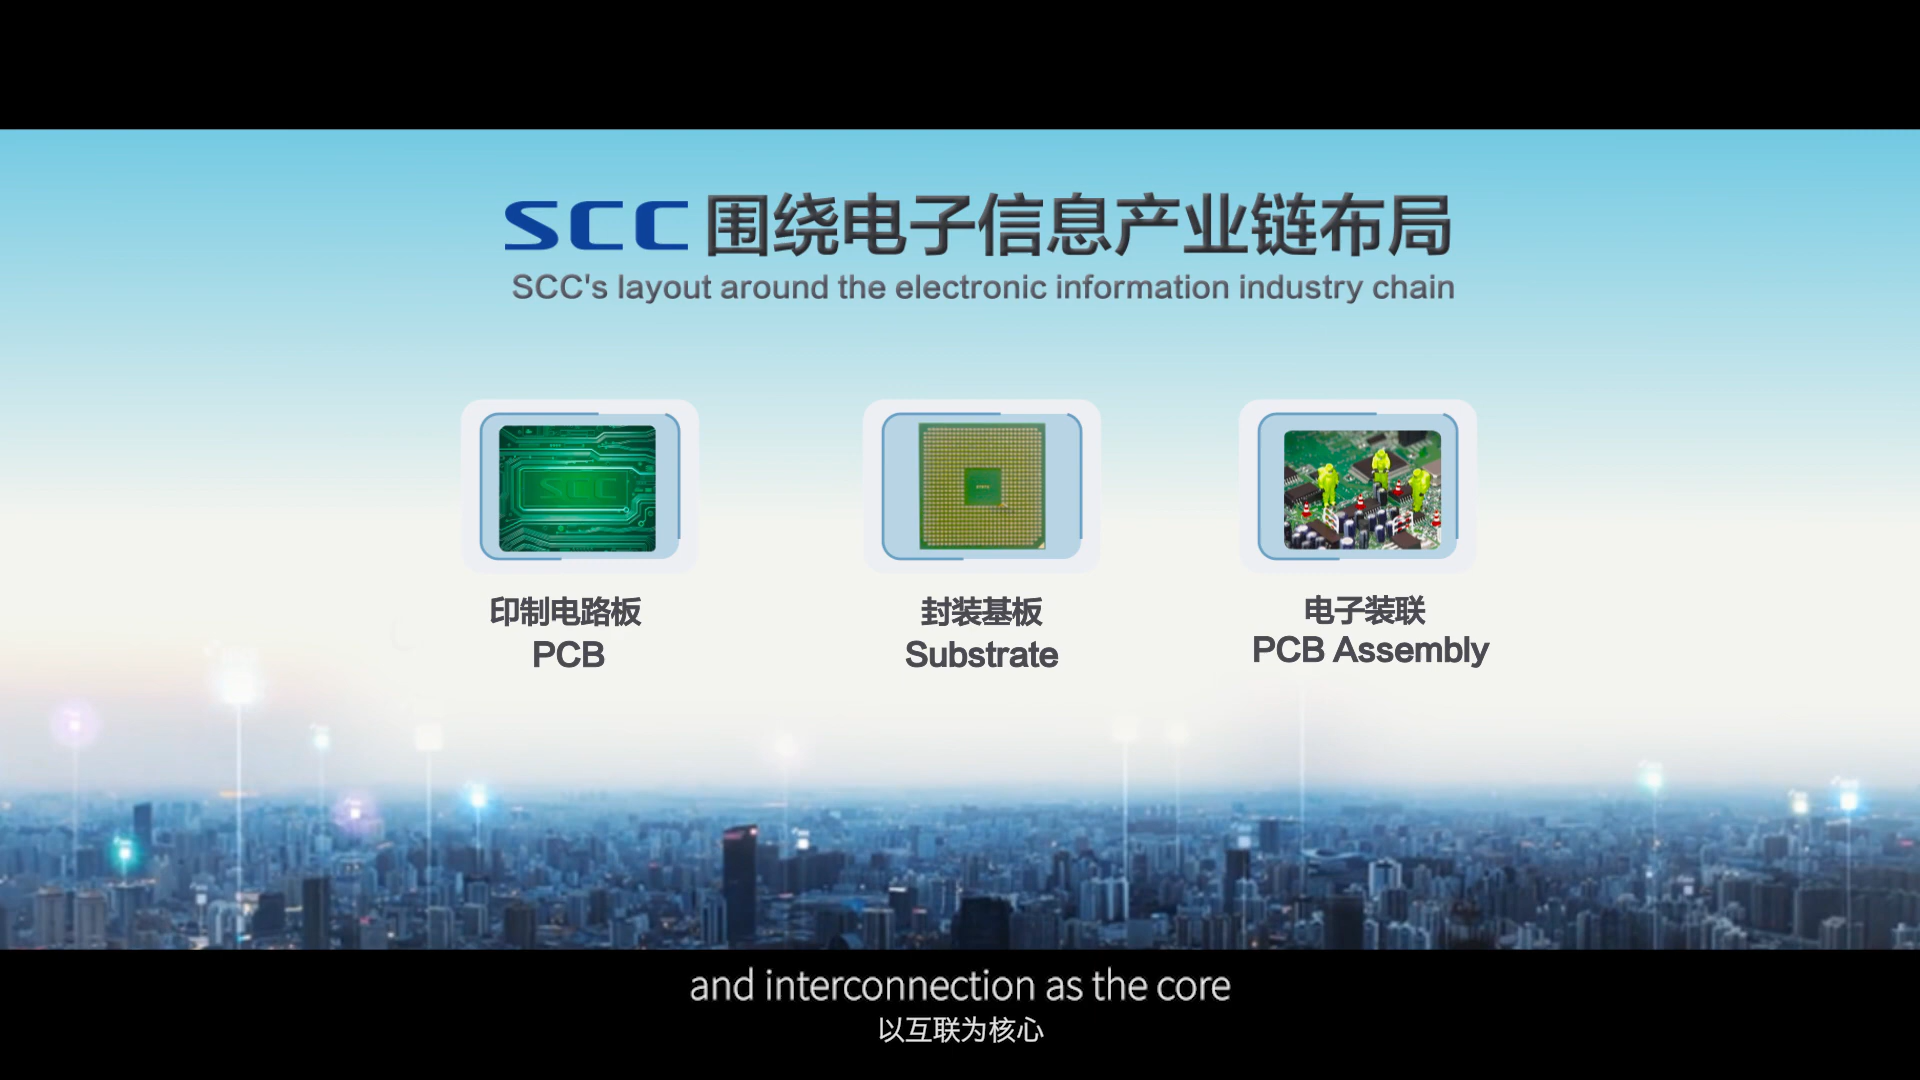 SCC 围绕电子信息产业链布局
SCC's layout around the electronic information industry chain
SCC
印制电路板
PCB
封装基板
Substrate
电子装联
PCB Assembly
and interconnection as the core
以互联为核心